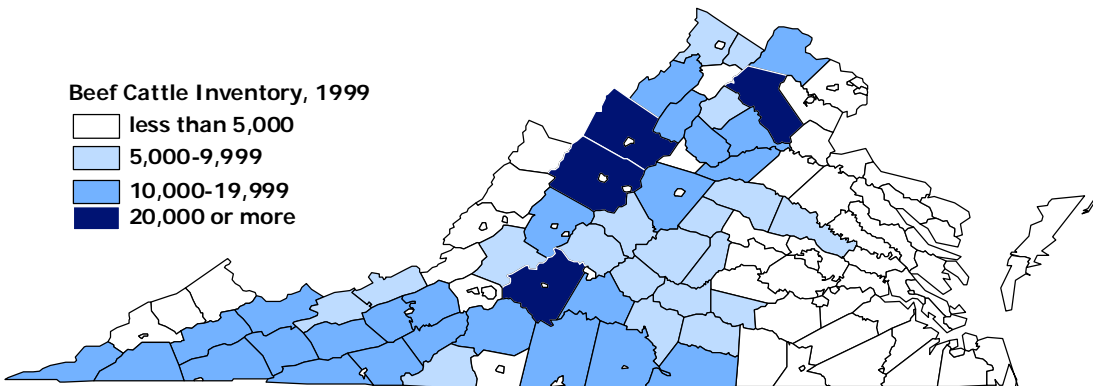 Beef Cattle Inventory, 1999
less than 5,000
5,000-9,999
10,000-19,999
20,000 or more